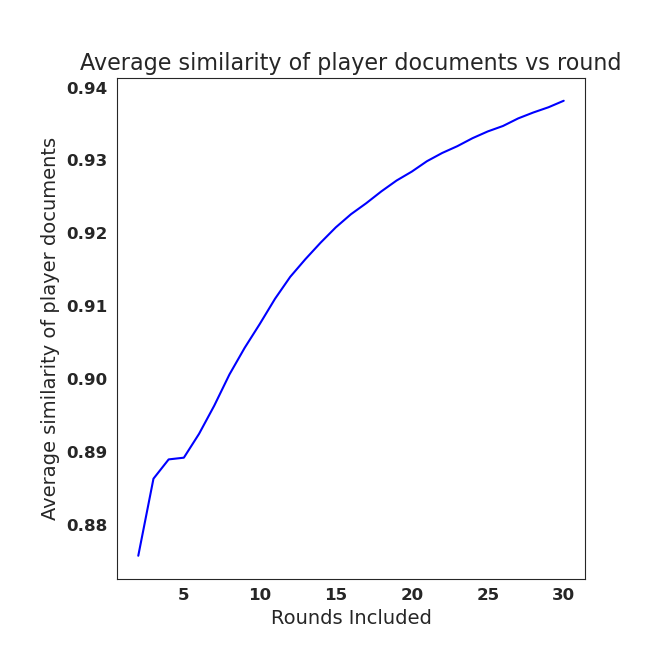 Average similarity of player documents vs round
Average similarity of player documents
0.94
0.93
0.92
0.91
0.90
0.89
0.88
5 10 15 20 25 30
Rounds Included